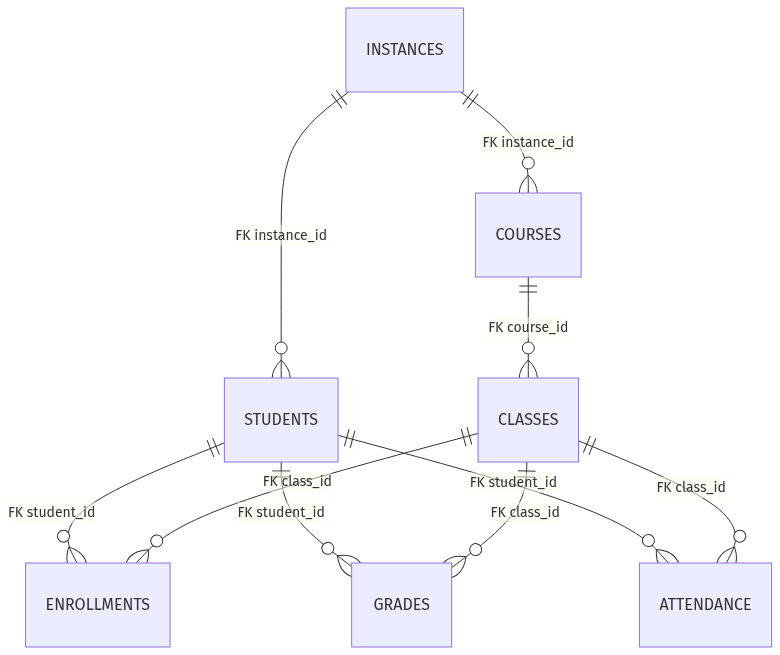 INSTANCES
FK instance_id
COURSES
FK instance_id
FK course_id
STUDENTS
CLASSES
FK class_id
FK student_id
FK class_id
FK student_id
FK student_id
FK class_id
ENROLLMENTS
GRADES
ATTENDANCE